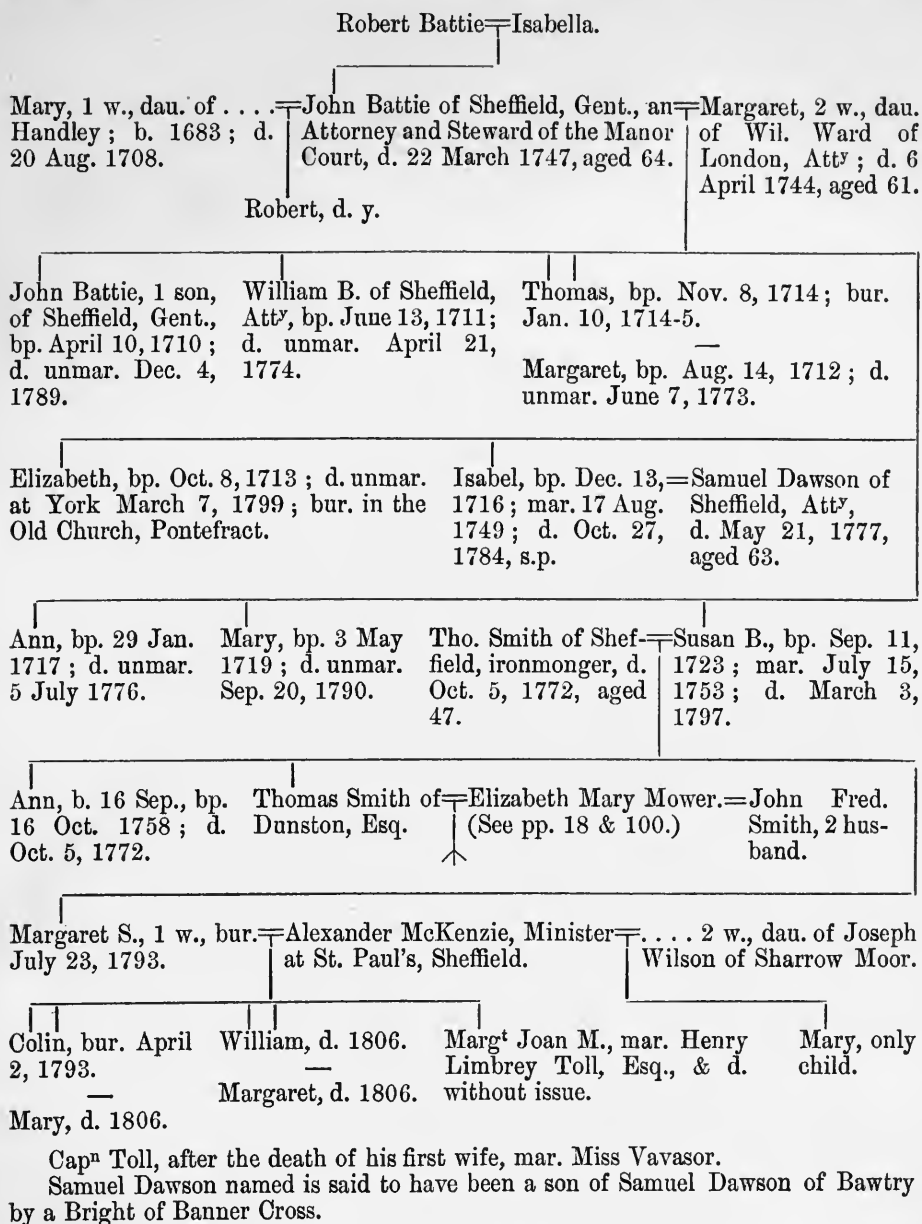 Robert Battie Isabella.
Mary, 1 w., dau. of . . . .
Handley; b. 1683; d.
20 Aug. 1708.
John Battie of Sheffield, Gent., an
Attorney and Steward of the Manor
Court, d. 22 March 1747, aged 64.
Margaret, 2 w., dau.
of Wil. Ward of
London, Attʸ; d. 6
April 1744, aged 61.
Robert, d. y.
John Battie, 1 son,
of Sheffield, Gent.,
bp. April 10, 1710;
d. unmar. Dec. 4,
1789.
William B. of Sheffield,
Attʸ, bp. June 13, 1711;
d. unmar. April 21,
1774.
Thomas, bp. Nov. 8, 1714; bur.
Jan. 10, 1714-5.
—
Margaret, bp. Aug. 14, 1712; d.
unmar. June 7, 1773.
Elizabeth, bp. Oct. 8, 1713; d. unmar.
at York March 7, 1799; bur. in the
Old Church, Pontefract.
Isabel, bp. Dec. 13,=
1716; mar. 17 Aug.
1749; d. Oct. 27,
1784, s.p.
Samuel Dawson of
Sheffield, Attʸ,
d. May 21, 1777,
aged 63.
Ann, bp. 29 Jan.
1717; d. unmar.
5 July 1776.
Mary, bp. 3 May
1719; d. unmar.
Sep. 20, 1790.
Tho. Smith of Shef-
field, ironmonger, d.
Oct. 5, 1772, aged
47.
Susan B., bp. Sep. 11,
1723; mar. July 15,
1753; d. March 3,
1797.
Ann, b. 16 Sep., bp.
16 Oct. 1758; d.
Oct. 5, 1772.
Thomas Smith of
Dunston, Esq.
Elizabeth Mary Mower.=
(See pp. 18 & 100.)
John Fred.
Smith, 2 hus-
band.
Margaret S., 1 w., bur.
July 23, 1793.
Alexander McKenzie, Minister
at St. Paul's, Sheffield.
. . . . 2 w., dau. of Joseph
Wilson of Sharrow Moor.
Colin, bur. April
2, 1793.
—
Mary, d. 1806.
William, d. 1806.
—
Margaret, d. 1806.
Margᵗ Joan M., mar. Henry
Limbrey Toll, Esq., & d.
without issue.
Mary, only
child.
Capⁿ Toll, after the death of his first wife, mar. Miss Vavasor.
Samuel Dawson named is said to have been a son of Samuel Dawson of Bawtry
by a Bright of Banner Cross.